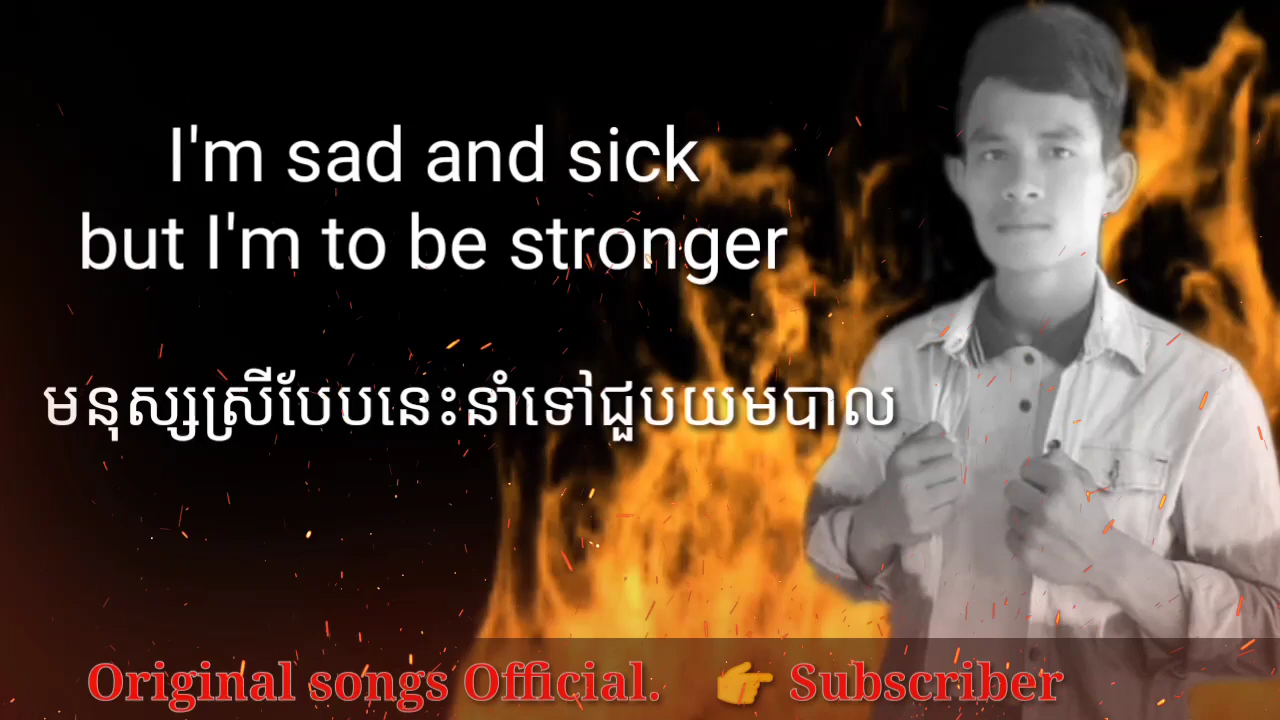 I'm sad and sick
but I'm to be stronger
មនុស្សស្រីបែបនេះនាំទៅជួបយមបាល
Original songs Official. 👉 Subscriber